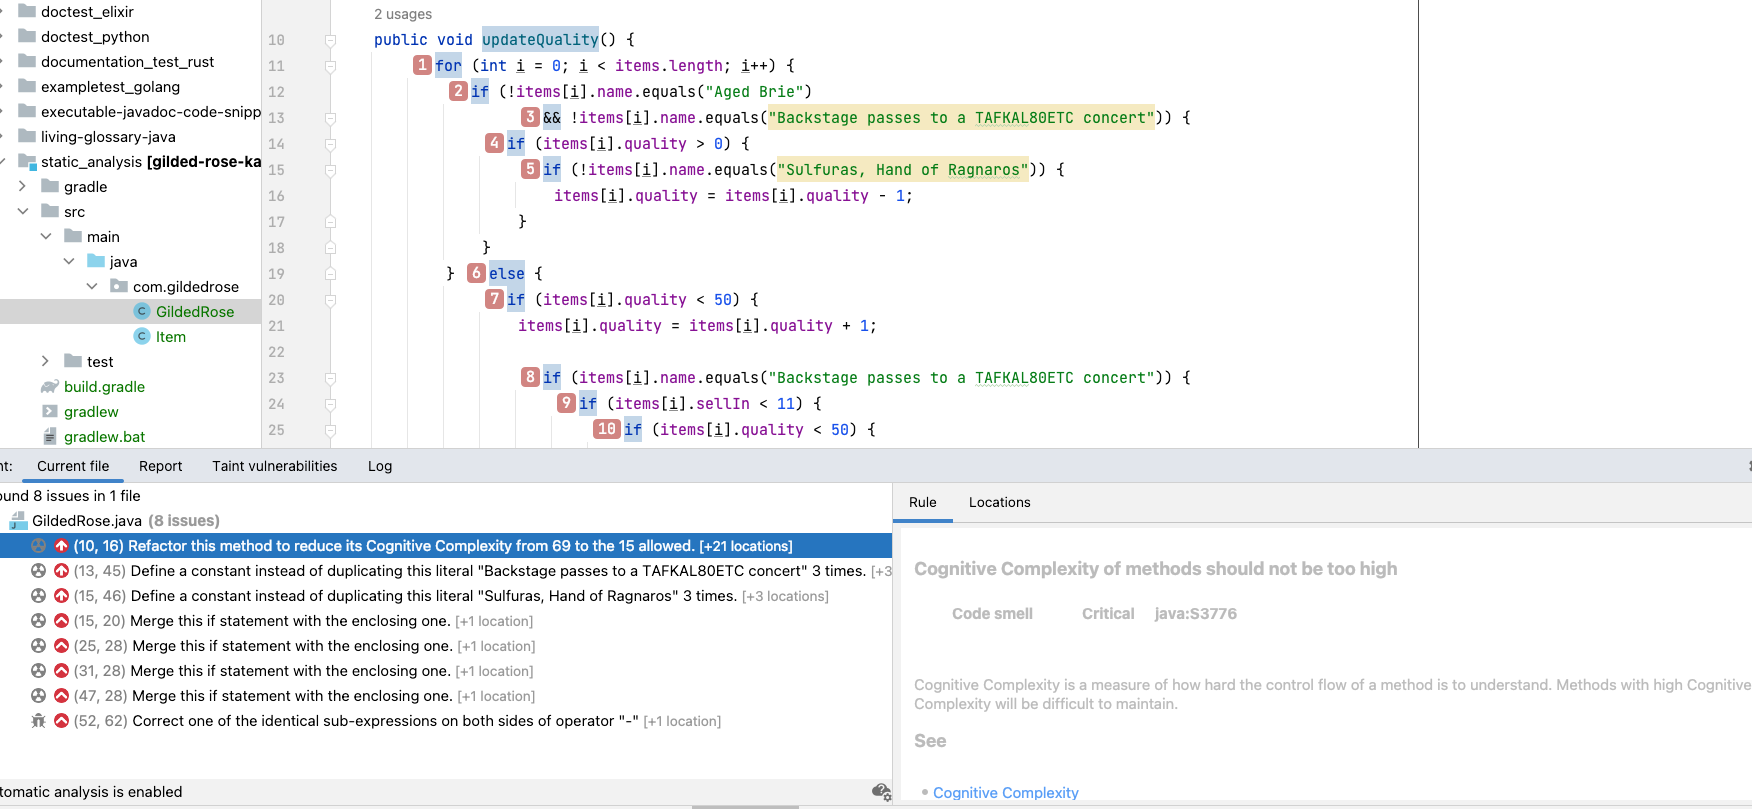 doctest_elixir
doctest_python
documentation_test_rust
exampletest_golang
executable-javadoc-code-snipp
living-glossary-java
static_analysis [gilded-rose-ka
gradle
src
main
java
com.gildedrose
C GildedRose
C Item
test
build.gradle
gradlew
gradlew.bat
2 usages
10 public void updateQuality() {
11 1 for (int i = 0; i < items.length; i++) {
12 2 if (!items[i].name.equals("Aged Brie")
13 3 && !items[i].name.equals("Backstage passes to a TAFKAL80ETC concert")) {
14 4 if (items[i].quality > 0) {
15 5 if (!items[i].name.equals("Sulfuras, Hand of Ragnaros")) {
16 items[i].quality = items[i].quality - 1;
17 }
18 }
19 } 6 else {
20 7 if (items[i].quality < 50) {
21 items[i].quality = items[i].quality + 1;
22
23 8 if (items[i].name.equals("Backstage passes to a TAFKAL80ETC concert")) {
24 9 if (items[i].sellIn < 11) {
25 10 if (items[i].quality < 50) {
nt: Current file Report Taint vulnerabilities Log
ound 8 issues in 1 file
GildedRose.java (8 issues)
(10, 16) Refactor this method to reduce its Cognitive Complexity from 69 to the 15 allowed. [+21 locations]
(13, 45) Define a constant instead of duplicating this literal "Backstage passes to a TAFKAL80ETC concert" 3 times. [+3
(15, 46) Define a constant instead of duplicating this literal "Sulfuras, Hand of Ragnaros" 3 times. [+3 locations]
(15, 20) Merge this if statement with the enclosing one. [+1 location]
(25, 28) Merge this if statement with the enclosing one. [+1 location]
(31, 28) Merge this if statement with the enclosing one. [+1 location]
(47, 28) Merge this if statement with the enclosing one. [+1 location]
(52, 62) Correct one of the identical sub-expressions on both sides of operator "-" [+1 location]
tomatic analysis is enabled
Rule Locations
Cognitive Complexity of methods should not be too high
Code smell Critical java:S3776
Cognitive Complexity is a measure of how hard the control flow of a method is to understand. Methods with high Cognitive
Complexity will be difficult to maintain.
See
• Cognitive Complexity